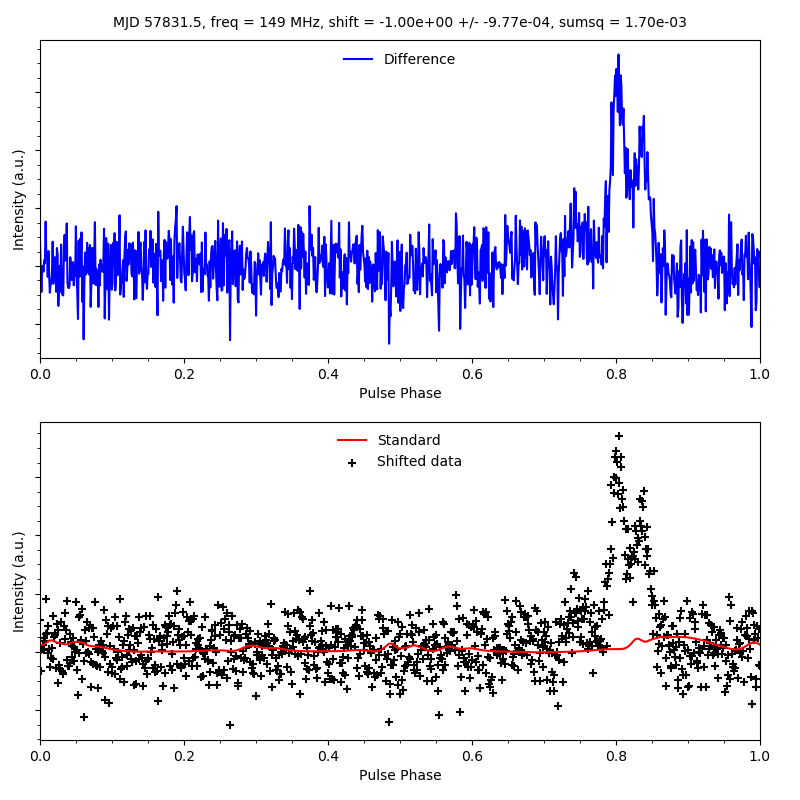 MJD 57831.5, freq = 149 MHz, shift = -1.00e+00 +/- -9.77e-04, sumsq = 1.70e-03
Difference
Intensity (a.u.)
0.0 0.2 0.4 0.6 0.8 1.0
Pulse Phase
Standard
Shifted data
Intensity (a.u.)
0.0 0.2 0.4 0.6 0.8 1.0
Pulse Phase